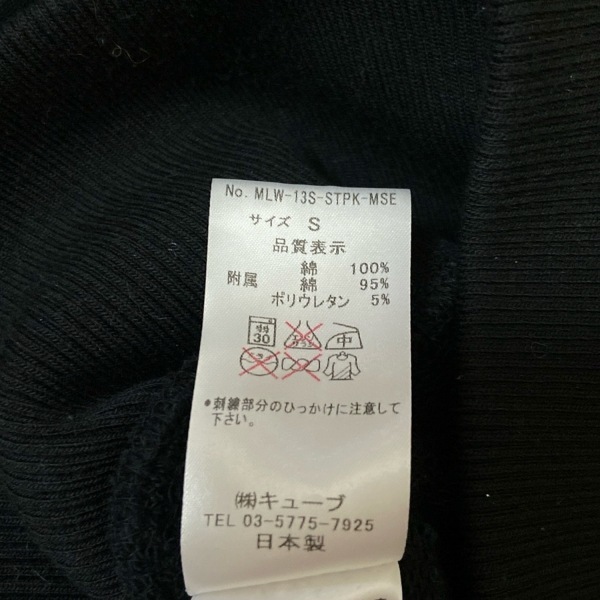 No. MLW-13S-STPK-MSE
サイズ S
品質表示
綿 100%
附属 綿 95%
ポリウレタン 5%
30 中
•刺繍部分のひっかけに注意して
下さい。
㈱キューブ
TEL 03-5775-7925
日本製